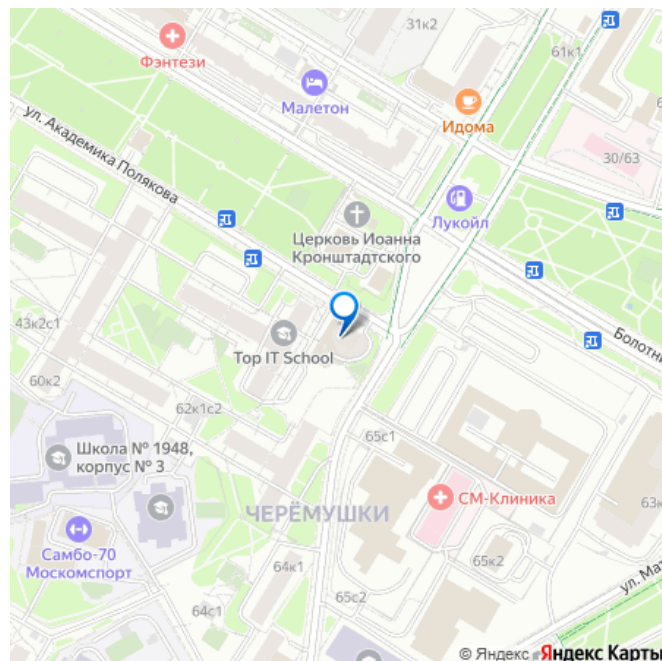 31к2
61к1
Фэнтези
Малетон
Идома
ул. Академика Полякова
30/63
Лукойл
Церковь Иоанна
Кронштадтского
Болотни
43к2с1
Top IT School
60к2
62к1с2
65с1
Школа № 1948,
корпус № 3
СМ-Клиника
63к
ЧЕРЁМУШКИ
Самбо-70
Москомспорт
64к1
65к2
ул. Мат
64с1
65с2
© Яндекс Яндекс Карты